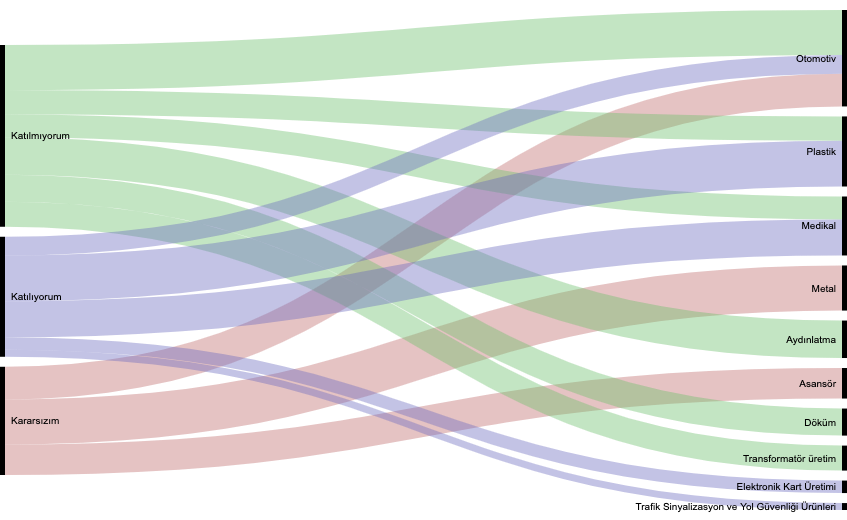 Katılmıyorum
Katılıyorum
Kararsızım
Otomotiv
Plastik
Medikal
Metal
Aydınlatma
Asansör
Döküm
Transformatör üretim
Elektronik Kart Üretimi
Trafik Sinyalizasyon ve Yol Güvenliği Ürünleri